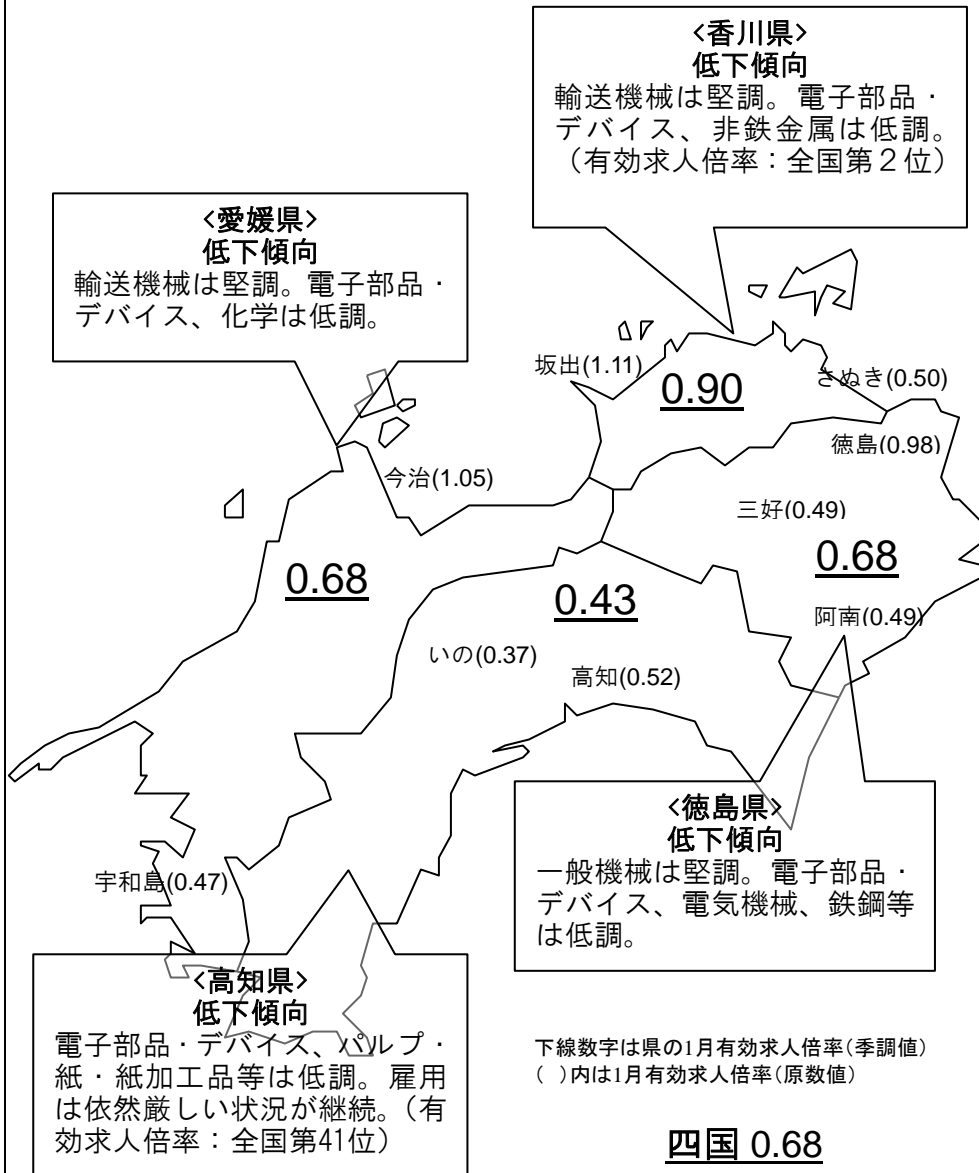 <香川県>
低下傾向
輸送機械は堅調。電子部品・
デバイス、非鉄金属は低調。
(有効求人倍率:全国第2位)
<愛媛県>
低下傾向
輸送機械は堅調。電子部品・
デバイス、化学は低調。
坂出(1.11)
0.90
さぬき(0.50)
徳島(0.98)
今治(1.05)
三好(0.49)
0.68
0.43
0.68
阿南(0.49)
いの(0.37)
高知(0.52)
<徳島県>
低下傾向
一般機械は堅調。電子部品・
デバイス、電気機械、鉄鋼等
は低調。
宇和島(0.47)
<高知県>
低下傾向
電子部品・デバイス、パルプ・
紙・紙加工品等は低調。雇用
は依然厳しい状況が継続。(有
効求人倍率:全国第41位)
下線数字は県の1月有効求人倍率(季調値)
( )内は1月有効求人倍率(原数値)
四国 0.68